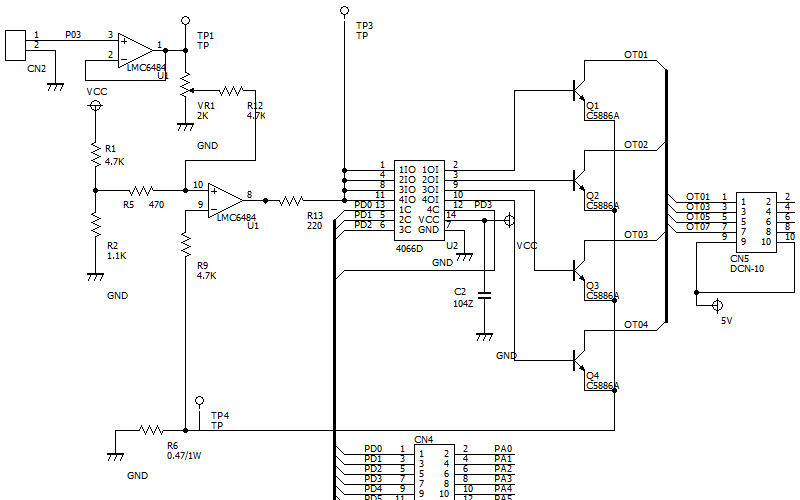 TP3
TP
1
P03
2
CN2
3
1
2
LMC6484
U1
TP1
TP
VR1
2K
R12
4.7K
GND
VCC
R1
4.7K
R5
470
R2
1.1K
GND
10
9
8
LMC6484
U1
R13
220
R9
4.7K
1
4
8
11
PD0 13
PD1 5
PD2 6
1IO
2IO
3IO
4IO
1C
2C
3C
1OI
2OI
3OI
4OI
4C
VCC
GND
2
3
9
10
12 PD3
14
7
4066D
U2
GND
VCC
C2
104Z
GND
OT01
Q1
C5886A
OT02
Q2
C5886A
OT03
Q3
C5886A
OT04
Q4
C5886A
OT01 1
OT03 3
OT05 5
OT07 7
9
1 2
3 4
5 6
7 8
9 10
2
4
6
8
10
CN5
DCN-10
5V
TP4
TP
R6
0.47/1W
GND
CN4
PD0 1 1 2 2 PA0
PD1 3 3 4 4 PA1
PD2 5 5 6 6 PA2
PD3 7 7 8 8 PA3
PD4 9 9 10 10 PA4
PD5 11 12 PA5